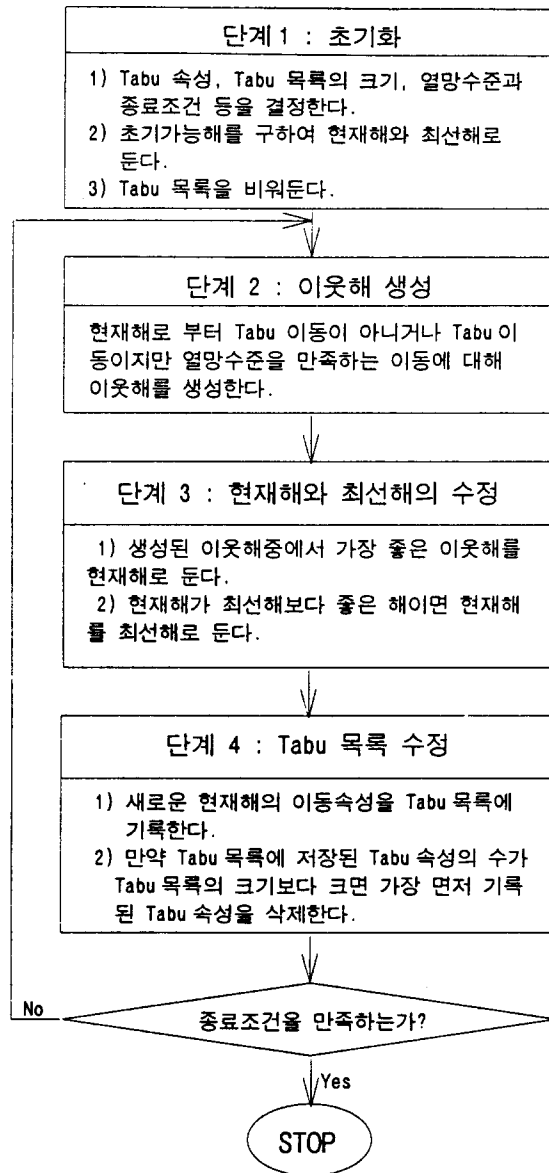 단계 1 : 초기화
1) Tabu 속성, Tabu 목록의 크기, 열망수준과
종료조건 등을 결정한다.
2) 초기가능해를 구하여 현재해와 최선해로
둔다.
3) Tabu 목록을 비워둔다.
단계 2 : 이웃해 생성
현재해로 부터 Tabu 이동이 아니거나 Tabu 이
동이지만 열망수준을 만족하는 이동에 대해
이웃해를 생성한다.
단계 3 : 현재해와 최선해의 수정
1) 생성된 이웃해중에서 가장 좋은 이웃해를
현재해로 둔다.
2) 현재해가 최선해보다 좋은 해이면 현재해
를 최선해로 둔다.
단계 4 : Tabu 목록 수정
1) 새로운 현재해의 이동속성을 Tabu 목록에
기록한다.
2) 만약 Tabu 목록에 저장된 Tabu 속성의 수가
Tabu 목록의 크기보다 크면 가장 먼저 기록
된 Tabu 속성을 삭제한다.
No
종료조건을 만족하는가?
Yes
STOP